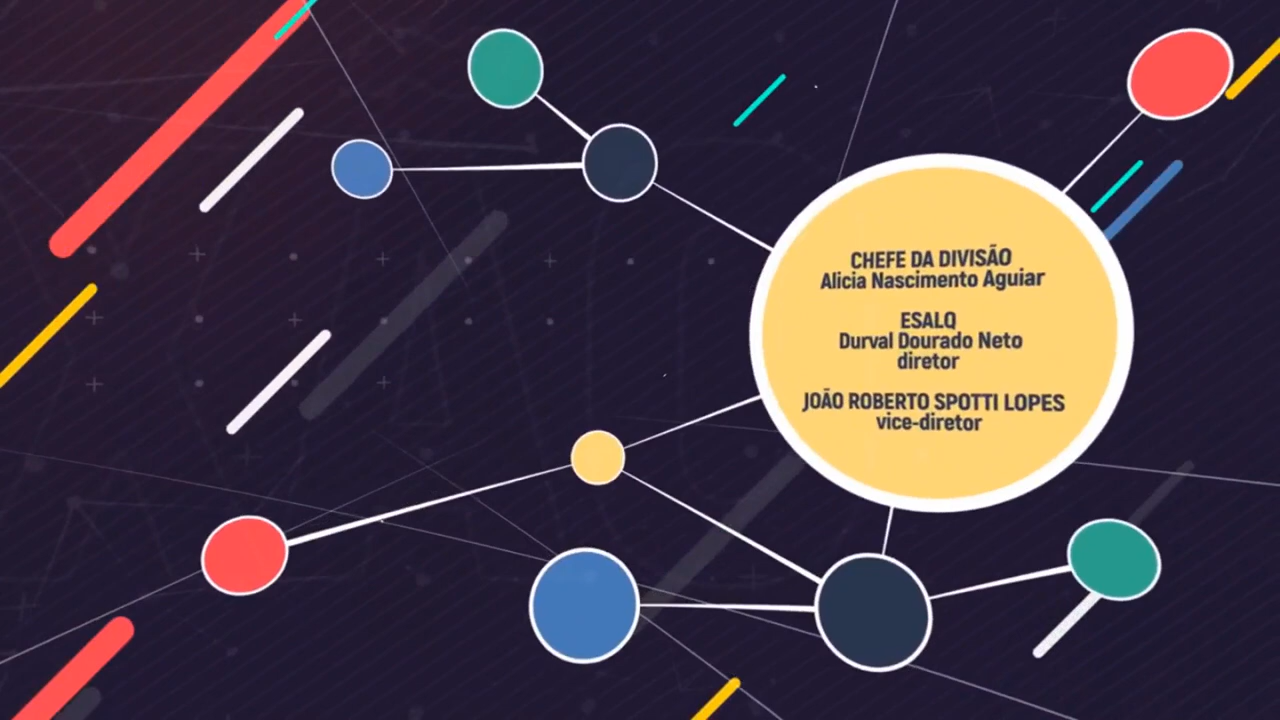 CHEFE DA DIVISÃO
Alicia Nascimento Aguiar
ESALQ
Durval Dourado Neto
diretor
JOÃO ROBERTO SPOTTI LOPES
vice-diretor